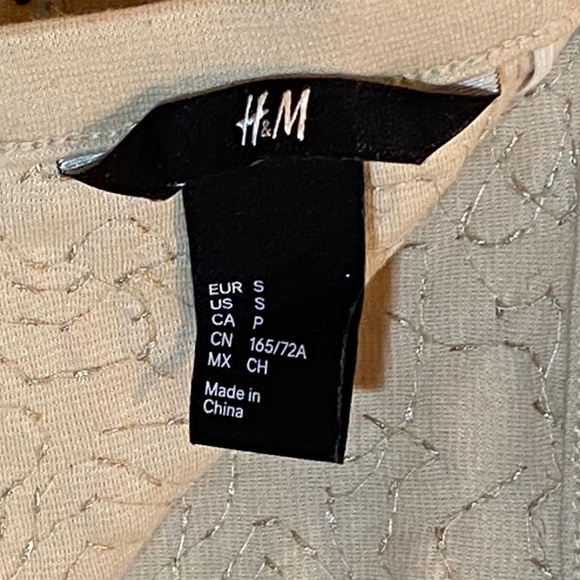 H&M
EUR S
US S
CA P
CN 165/72A
MX CH
Made in
China